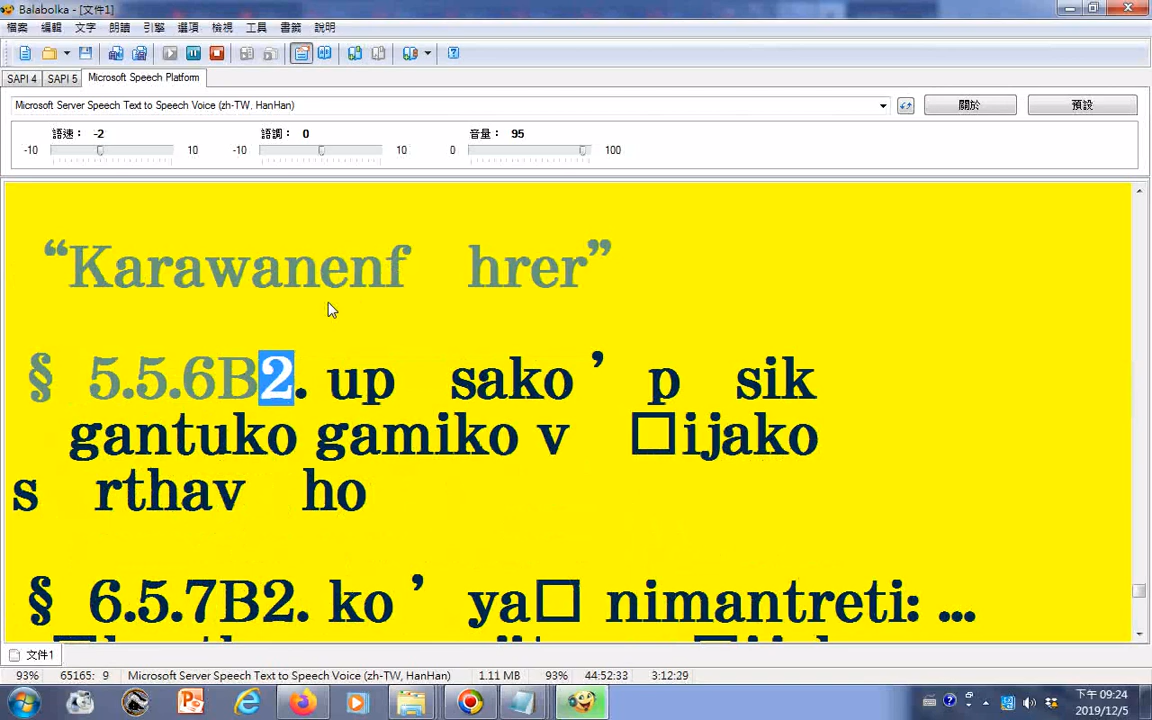 Balabolka - [文件1]
檔案 編輯 文字 朗讀 引擎 選項 檢視 工具 書籤 說明
SAPI 4 SAPI 5 Microsoft Speech Platform
Microsoft Server Speech Text to Speech Voice (zh-TW, HanHan) 關於 預設
語速： -2 語調： 0 音量： 95
-10 10 -10 10 0 100
“Karawanenf hrer”
§ 5.5.6B2. up sako’ p sik
gantuko gamiko v □ijako
s rthav ho
§ 6.5.7B2. ko’ ya□ nimantreti: ...
文件1
93% 65165: 9 Microsoft Server Speech Text to Speech Voice (zh-TW, HanHan) 1.11 MB 93% 44:52:33 3:12:29
下午 09:24
2019/12/5